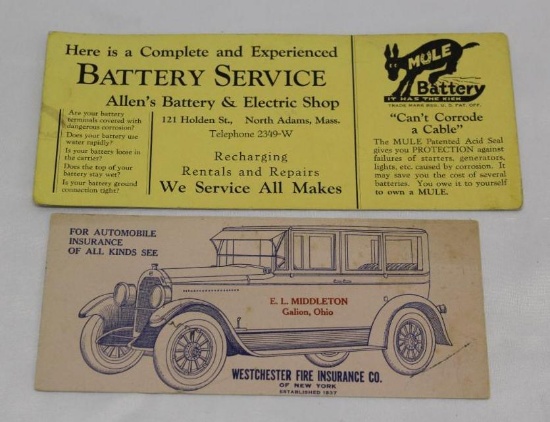 Here is a Complete and Experienced
BATTERY SERVICE
Allen's Battery & Electric Shop
121 Holden St., North Adams, Mass.
Telephone 2349-W
Recharging
Rentals and Repairs
We Service All Makes
Are your battery
terminals covered with
dangerous corrosion?
Does your battery use
water rapidly?
Is your battery loose in
the carrier?
Does the top of your
battery stay wet?
Is your battery ground
connection right?
MULE
Battery
IT HAS THE KICK
TRADE MARK REG. U. S. PAT. OFF.
"Can't Corrode
a Cable"
The MULE Patented Acid Seal
gives you PROTECTION against
failures of starters, generators,
lights, etc. caused by corrosion. It
may save you the cost of several
batteries. You owe it to yourself
to own a MULE.
FOR AUTOMOBILE
INSURANCE
OF ALL KINDS SEE
E. L. MIDDLETON
Galion, Ohio
WESTCHESTER FIRE INSURANCE CO.
OF NEW YORK
ESTABLISHED 1837